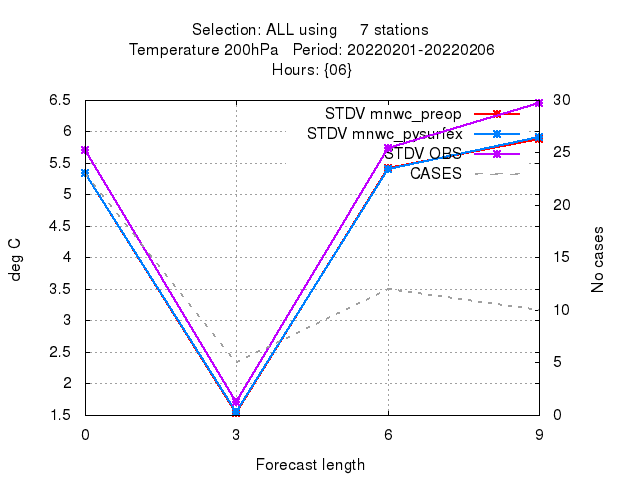 Selection: ALL using 7 stations
Temperature 200hPa Period: 20220201-20220206
Hours: {06}
6.5
6
5.5
5
4.5
4
3.5
3
2.5
2
1.5
deg C
STDV mnwc_preop
STDV mnwc_pysurfex
STDV OBS
CASES
30
25
20
15
10
5
0
No cases
0 3 6 9
Forecast length